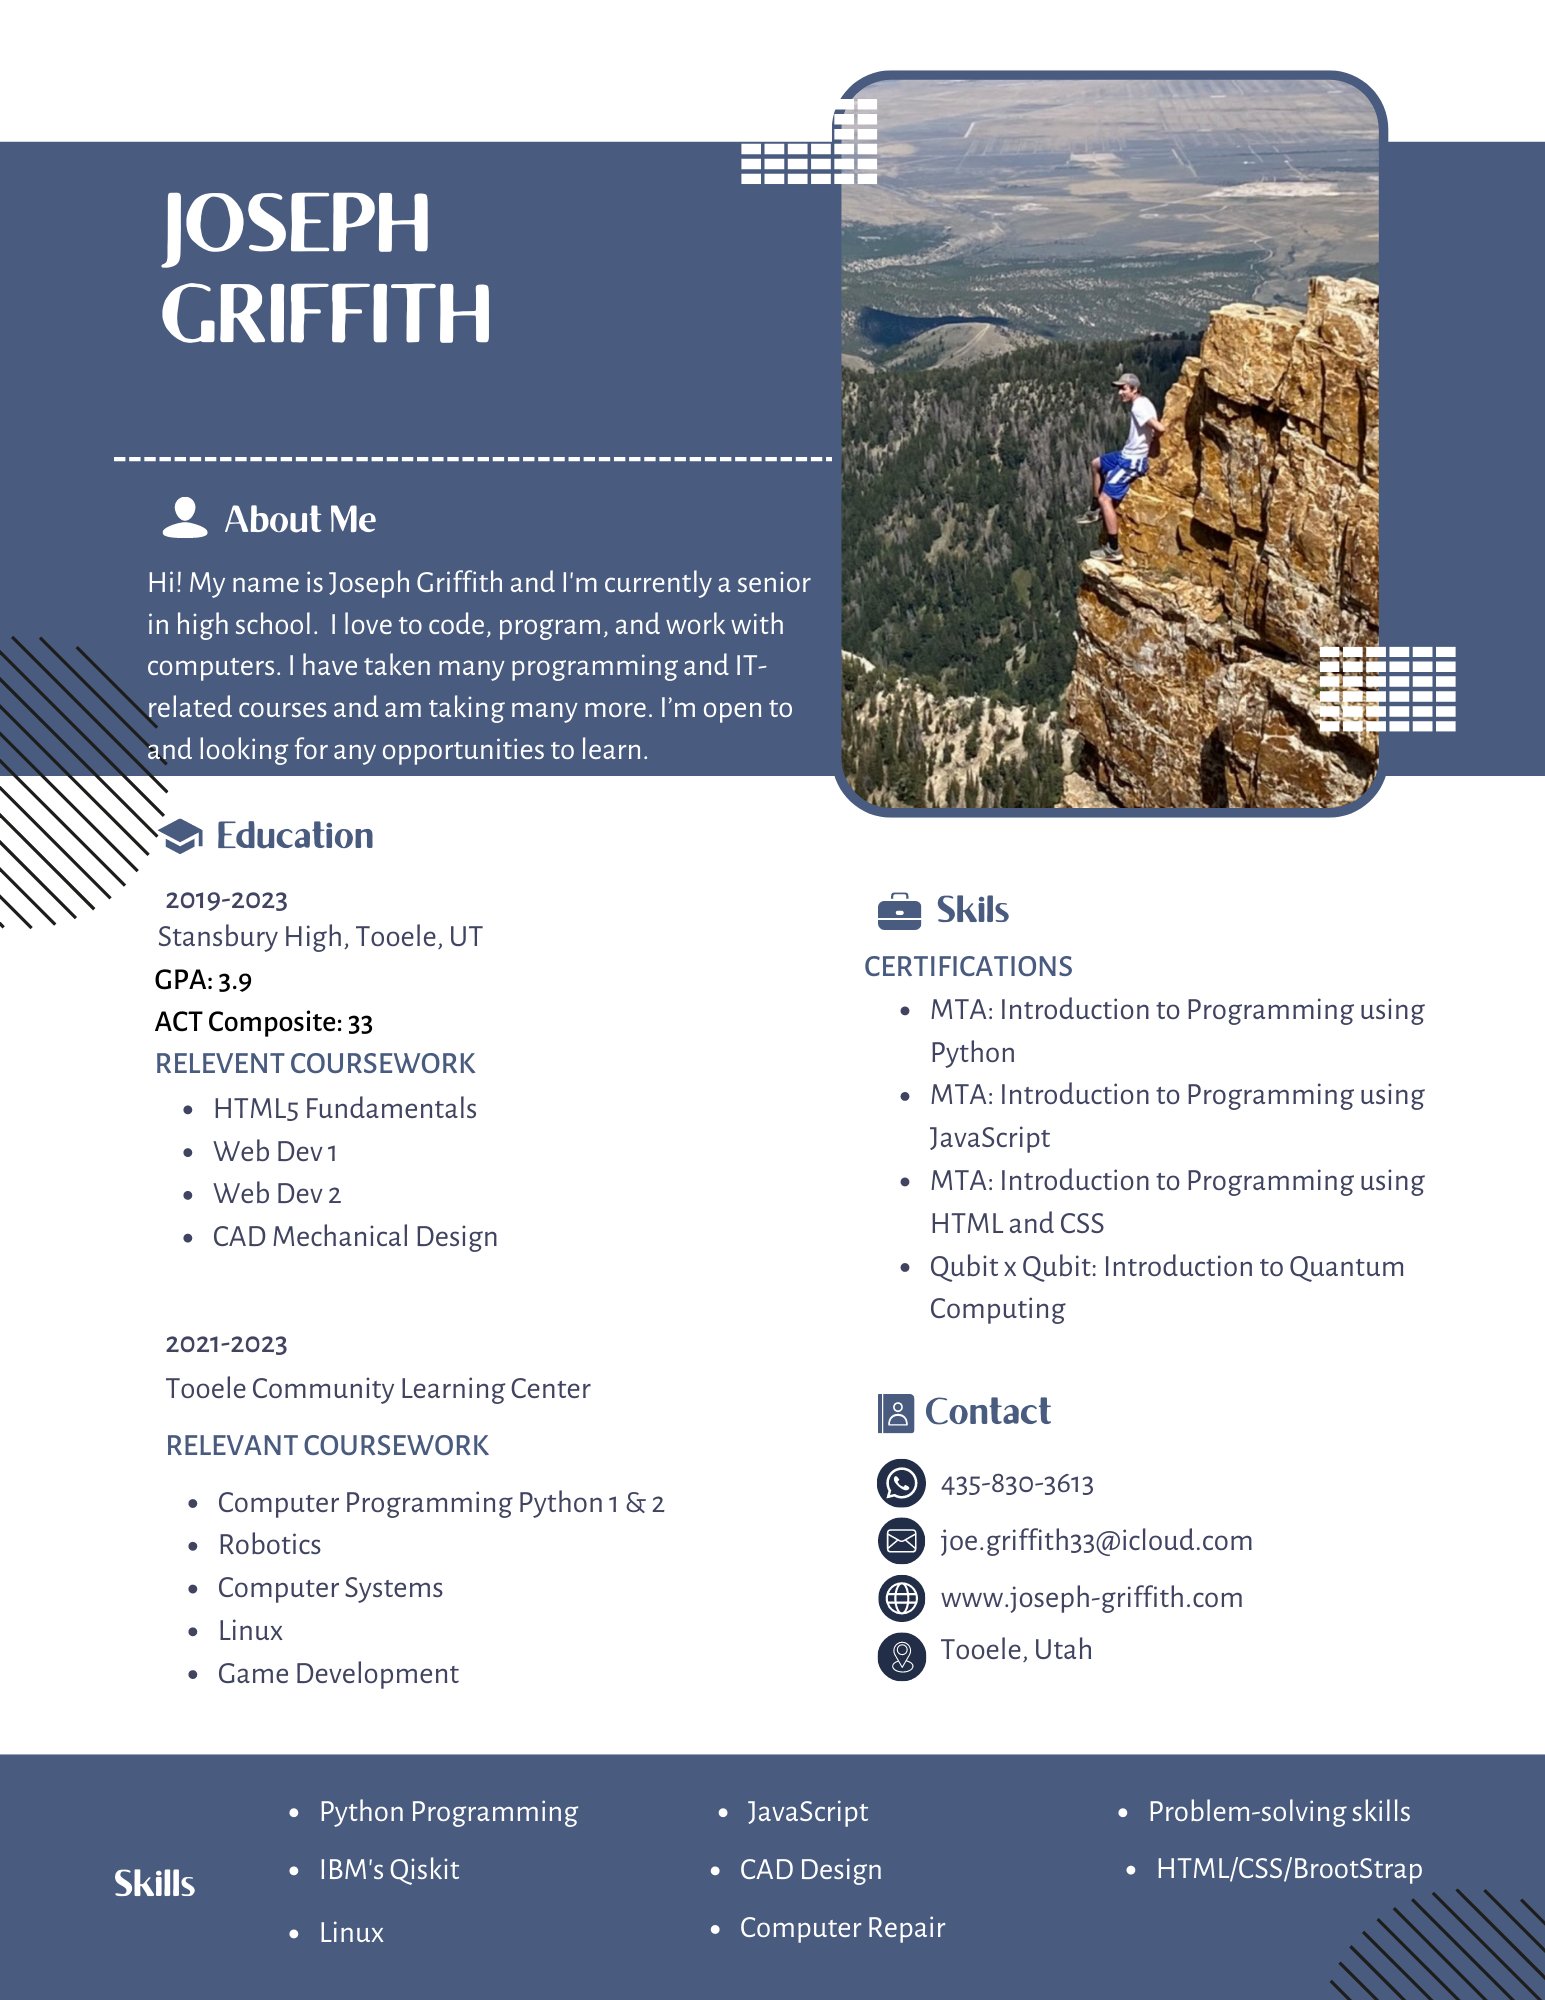 JOSEPH
GRIFFITH
About Me
Hi! My name is Joseph Griffith and I'm currently a senior
in high school.  I love to code, program, and work with
computers. I have taken many programming and IT-
related courses and am taking many more. I’m open to
and looking for any opportunities to learn.
Education
2019-2023
Stansbury High, Tooele, UT
GPA: 3.9
ACT Composite: 33
RELEVENT COURSEWORK
• HTML5 Fundamentals
• Web Dev 1
• Web Dev 2
• CAD Mechanical Design
2021-2023
Tooele Community Learning Center
RELEVANT COURSEWORK
• Computer Programming Python 1 & 2
• Robotics
• Computer Systems
• Linux
• Game Development
Skils
CERTIFICATIONS
• MTA: Introduction to Programming using
Python
• MTA: Introduction to Programming using
JavaScript
• MTA: Introduction to Programming using
HTML and CSS
• Qubit x Qubit: Introduction to Quantum
Computing
Contact
435-830-3613
joe.griffith33@icloud.com
www.joseph-griffith.com
Tooele, Utah
Skills
• Python Programming
• IBM's Qiskit
• Linux
• JavaScript
• CAD Design
• Computer Repair
• Problem-solving skills
• HTML/CSS/BrootStrap